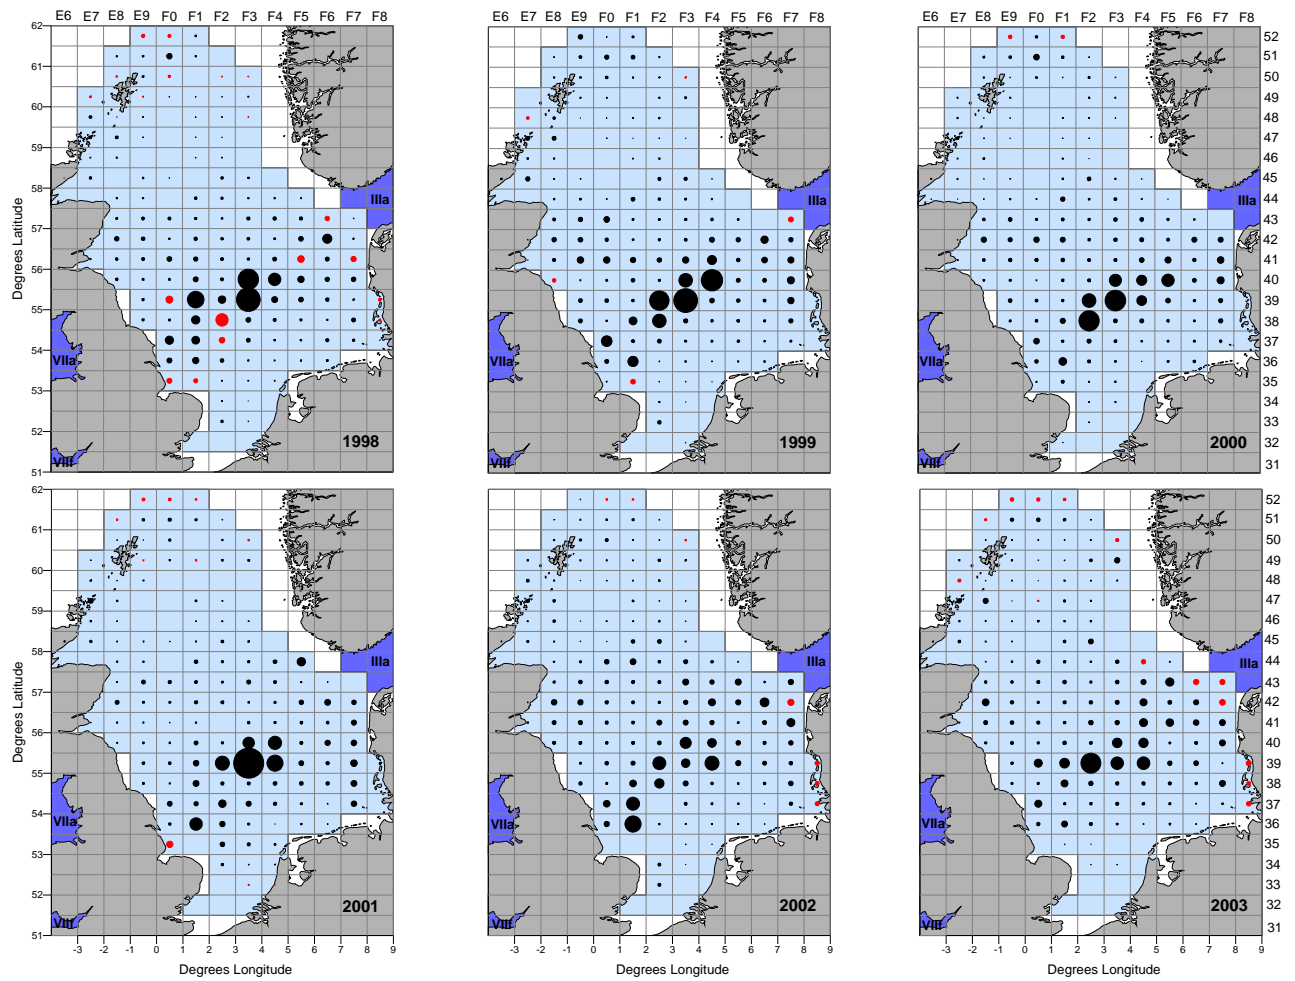 E6 E7 E8 E9 F0 F1 F2 F3 F4 F5 F6 F7 F8
E6 E7 E8 E9 F0 F1 F2 F3 F4 F5 F6 F7 F8
E6 E7 E8 E9 F0 F1 F2 F3 F4 F5 F6 F7 F8
62
61
60
59
58
57
56
55
54
53
52
51
Degrees Latitude
IIIa
VIIa
VIIf
1998
IIIa
VIIa
VIIf
1999
IIIa
VIIa
VIIf
2000
52
51
50
49
48
47
46
45
44
43
42
41
40
39
38
37
36
35
34
33
32
31
62
61
60
59
58
57
56
55
54
53
52
51
Degrees Latitude
IIIa
VIIa
VIIf
2001
IIIa
VIIa
VIIf
2002
IIIa
VIIa
VIIf
2003
52
51
50
49
48
47
46
45
44
43
42
41
40
39
38
37
36
35
34
33
32
31
-3 -2 -1 0 1 2 3 4 5 6 7 8 9
-3 -2 -1 0 1 2 3 4 5 6 7 8 9
-3 -2 -1 0 1 2 3 4 5 6 7 8 9
Degrees Longitude
Degrees Longitude
Degrees Longitude